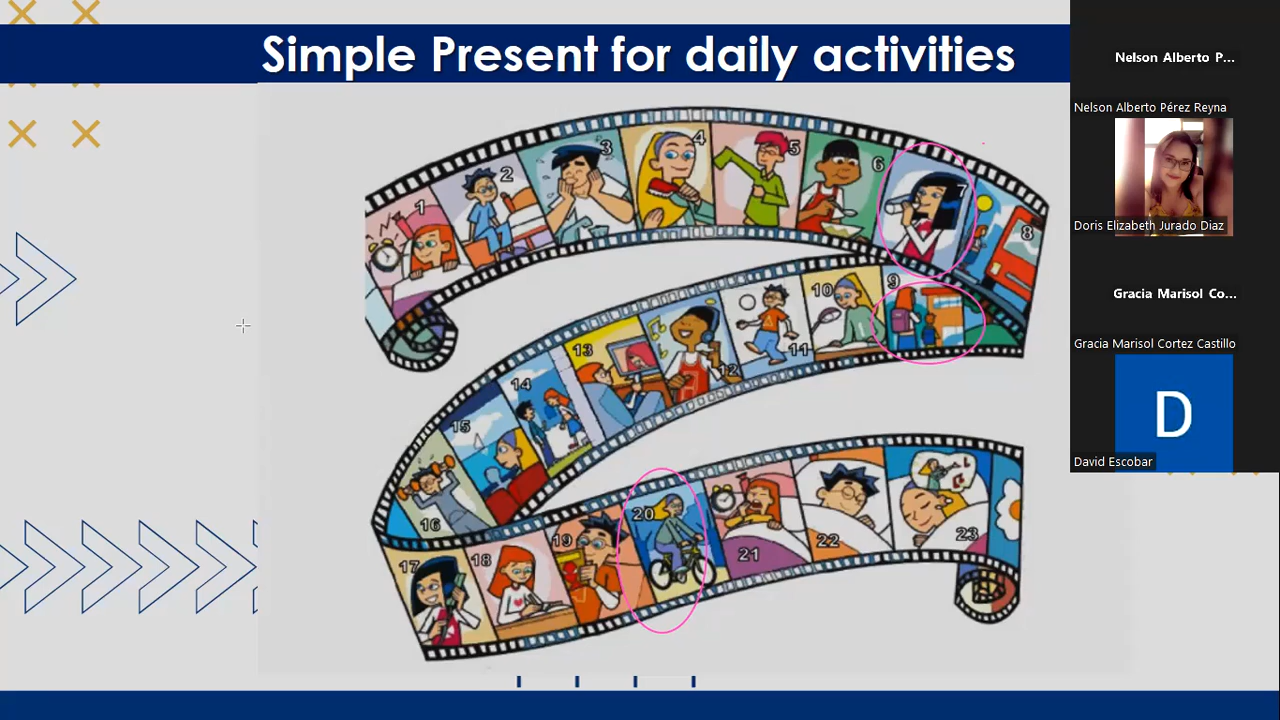 Simple Present for daily activities
1
2
3
4
5
6
7
8
9
10
11
12
13
14
15
16
17
18
19
20
21
22
23
Nelson Alberto P...
Nelson Alberto Pérez Reyna
Doris Elizabeth Jurado Diaz
Gracia Marisol Co...
Gracia Marisol Cortez Castillo
D
David Escobar